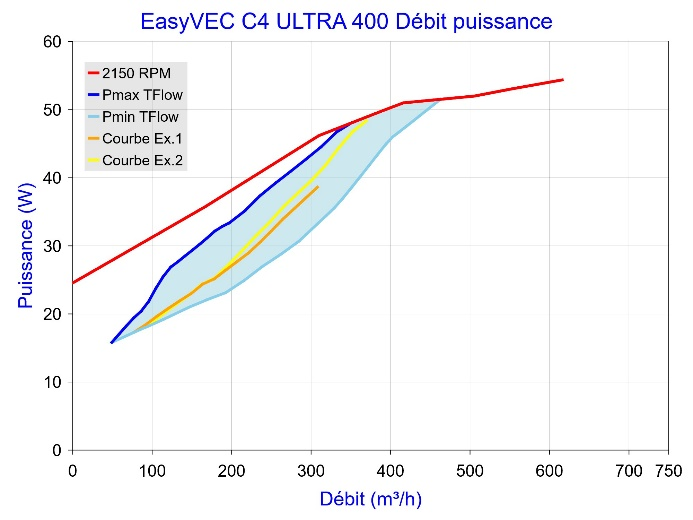 EasyVEC C4 ULTRA 400 Débit puissance
60
50
40
30
20
10
0
Puissance (W)
2150 RPM
Pmax TFlow
Pmin TFlow
Courbe Ex.1
Courbe Ex.2
0 100 200 300 400 500 600 700 750
Débit (m³/h)